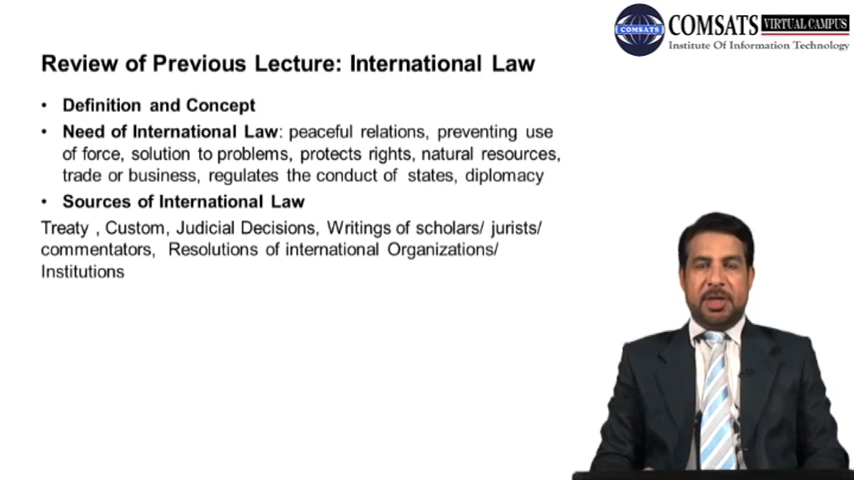 COMSATS VIRTUAL CAMPUS
COMSATS
Institute Of Information Technology
Review of Previous Lecture: International Law
• Definition and Concept
• Need of International Law: peaceful relations, preventing use
of force, solution to problems, protects rights, natural resources,
trade or business, regulates the conduct of states, diplomacy
• Sources of International Law
Treaty , Custom, Judicial Decisions, Writings of scholars/ jurists/
commentators, Resolutions of international Organizations/
Institutions